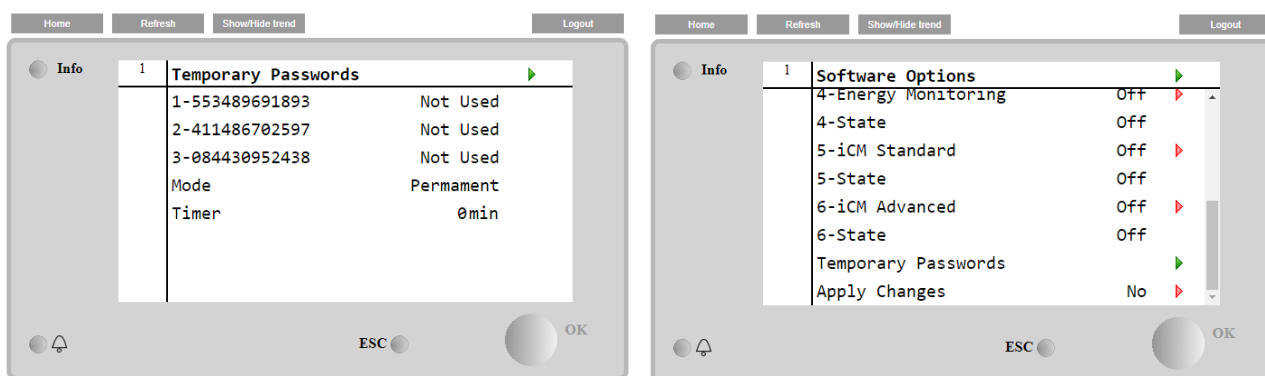 Home Refresh Show/Hide trend Logout
Info
1 Temporary Passwords
1-553489691893 Not Used
2-411486702597 Not Used
3-084430952438 Not Used
Mode Permament
Timer 0min
ESC OK
Home Refresh Show/Hide trend Logout
Info
1 Software Options
4-Energy Monitoring Off
4-State Off
5-iCM Standard Off
5-State Off
6-iCM Advanced Off
6-State Off
Temporary Passwords
Apply Changes No
ESC OK